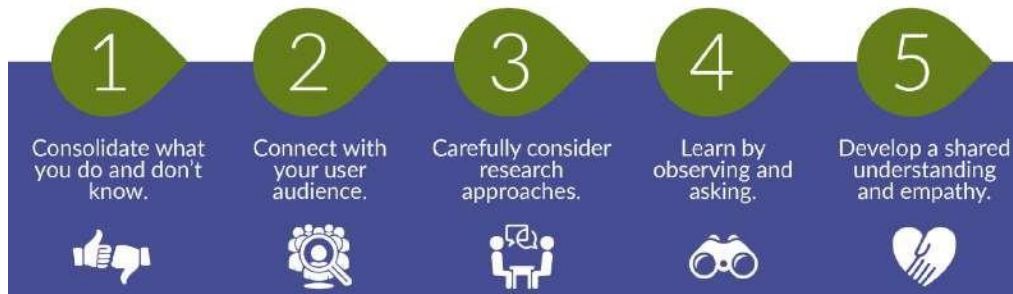 1
Consolidate what
you do and don't
know.
2
Connect with
your user
audience.
3
Carefully consider
research
approaches.
4
Learn by
observing and
asking.
5
Develop a shared
understanding
and empathy.